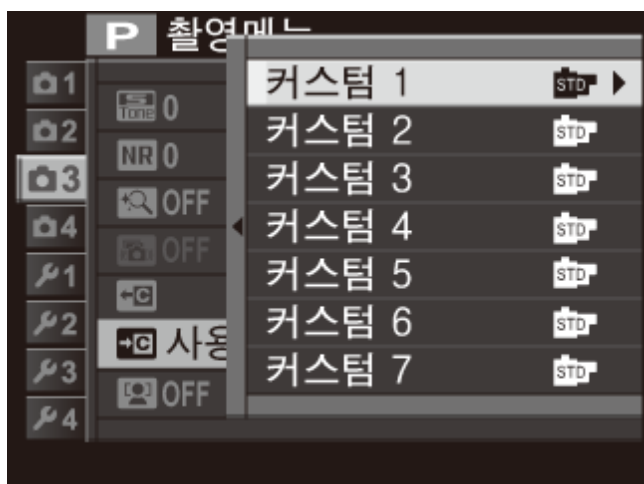 P 촬영메뉴
1
2
3
4
1
2
3
4
S Tone 0
NR 0
OFF
OFF
C
C 사용
OFF
커스텀 1 STD
커스텀 2 STD
커스텀 3 STD
커스텀 4 STD
커스텀 5 STD
커스텀 6 STD
커스텀 7 STD